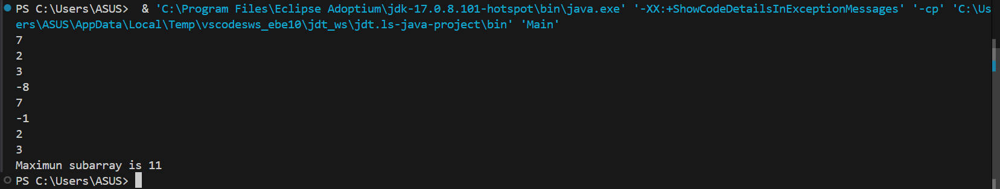 PS C:\Users\ASUS>  & 'C:\Program Files\Eclipse Adoptium\jdk-17.0.8.101-hotspot\bin\java.exe' '-XX:+ShowCodeDetailsInExceptionMessages' '-cp' 'C:\Us
ers\ASUS\AppData\Local\Temp\vscodesws_ebe10\jdt_ws\jdt.ls-java-project\bin' 'Main'
7
2
3
-8
7
-1
2
3
Maximun subarray is 11
PS C:\Users\ASUS>